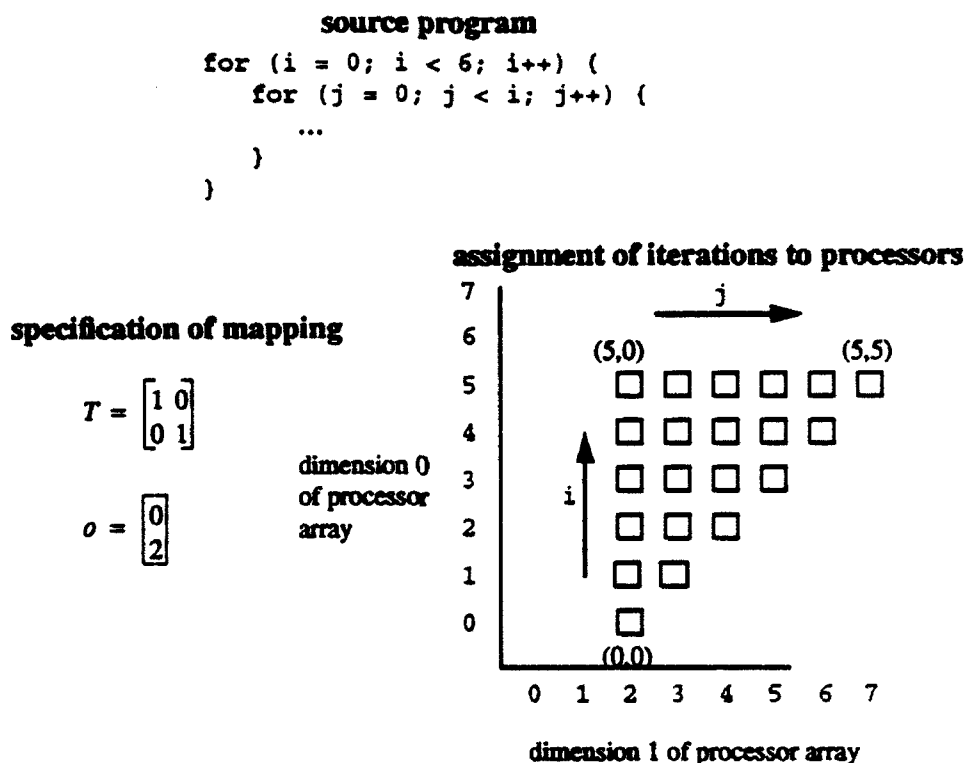 source program
for (i = 0; i < 6; i++) {
for (j = 0; j < i; j++) {
...
}
}
assignment of iterations to processors
specification of mapping
T = [1 0
0 1]
o = [0
2]
dimension 0
of processor
array
7
6
5
4
3
2
1
0
j
(5,0) (5,5)
i
(0,0)
0 1 2 3 4 5 6 7
dimension 1 of processor array